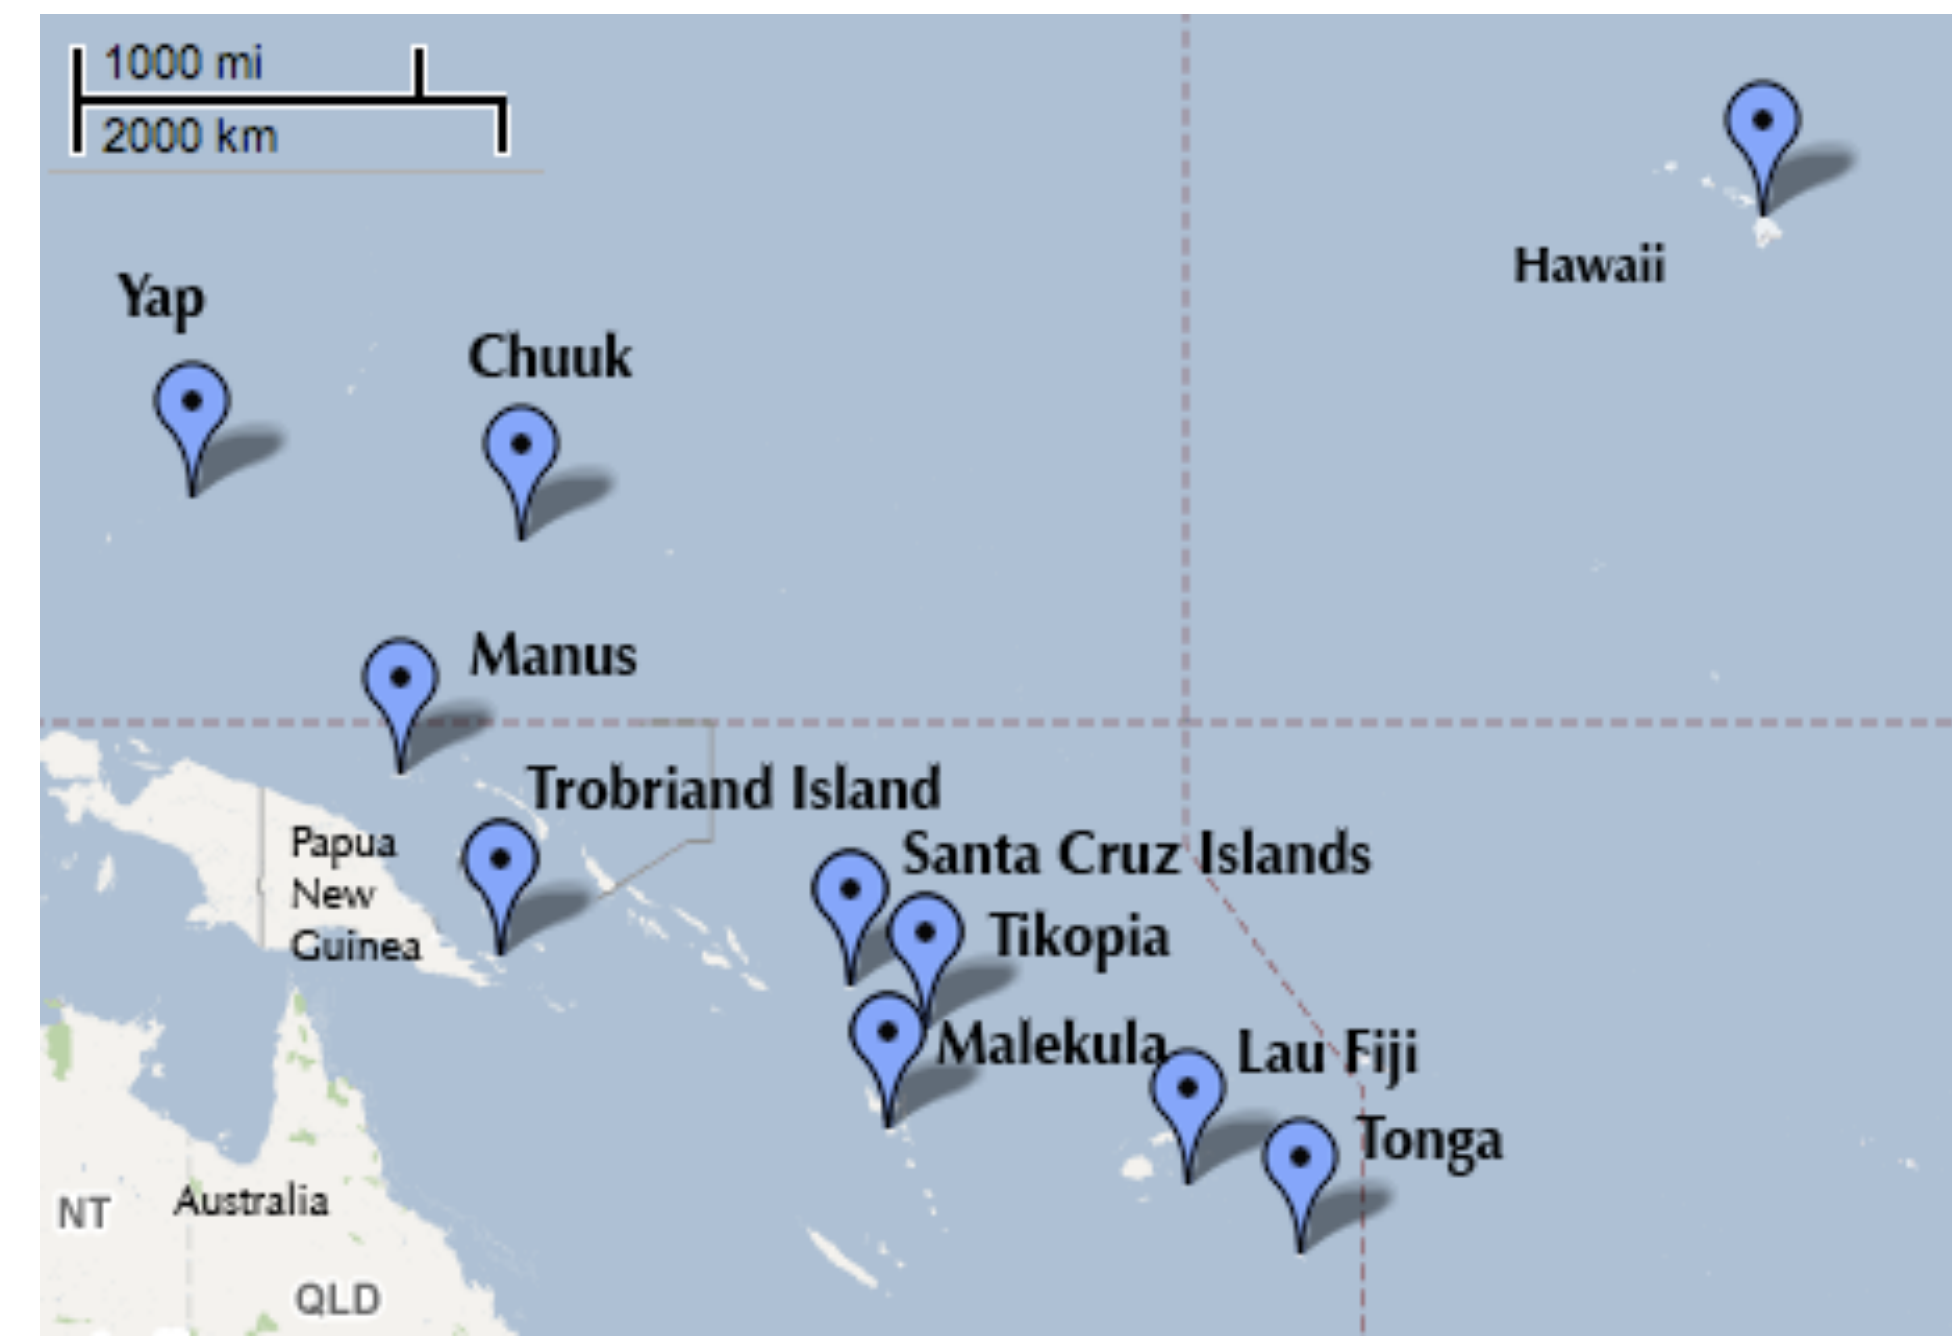 1000 mi
2000 km
Hawaii
Yap
Chuuk
Manus
Trobriand Island
Papua
New
Guinea
Santa Cruz Islands
Tikopia
Malekula
Lau Fiji
Tonga
NT
Australia
QLD